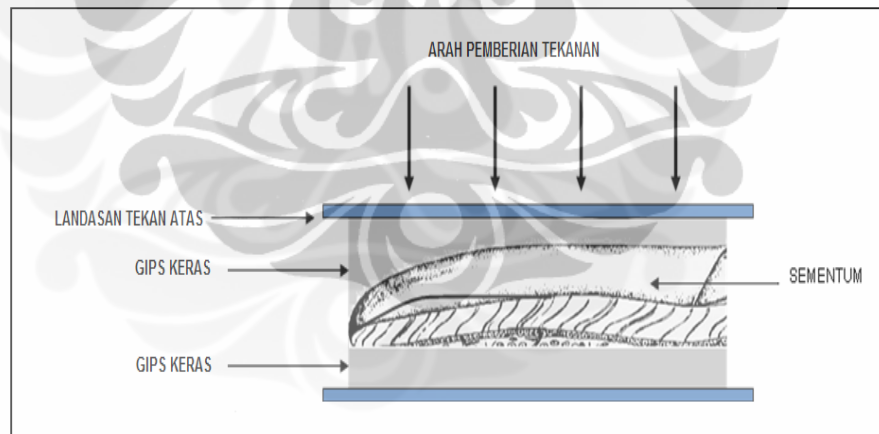 ARAH PEMBERIAN TEKANAN
LANDASAN TEKAN ATAS
GIPS KERAS
SEMENTUM
GIPS KERAS